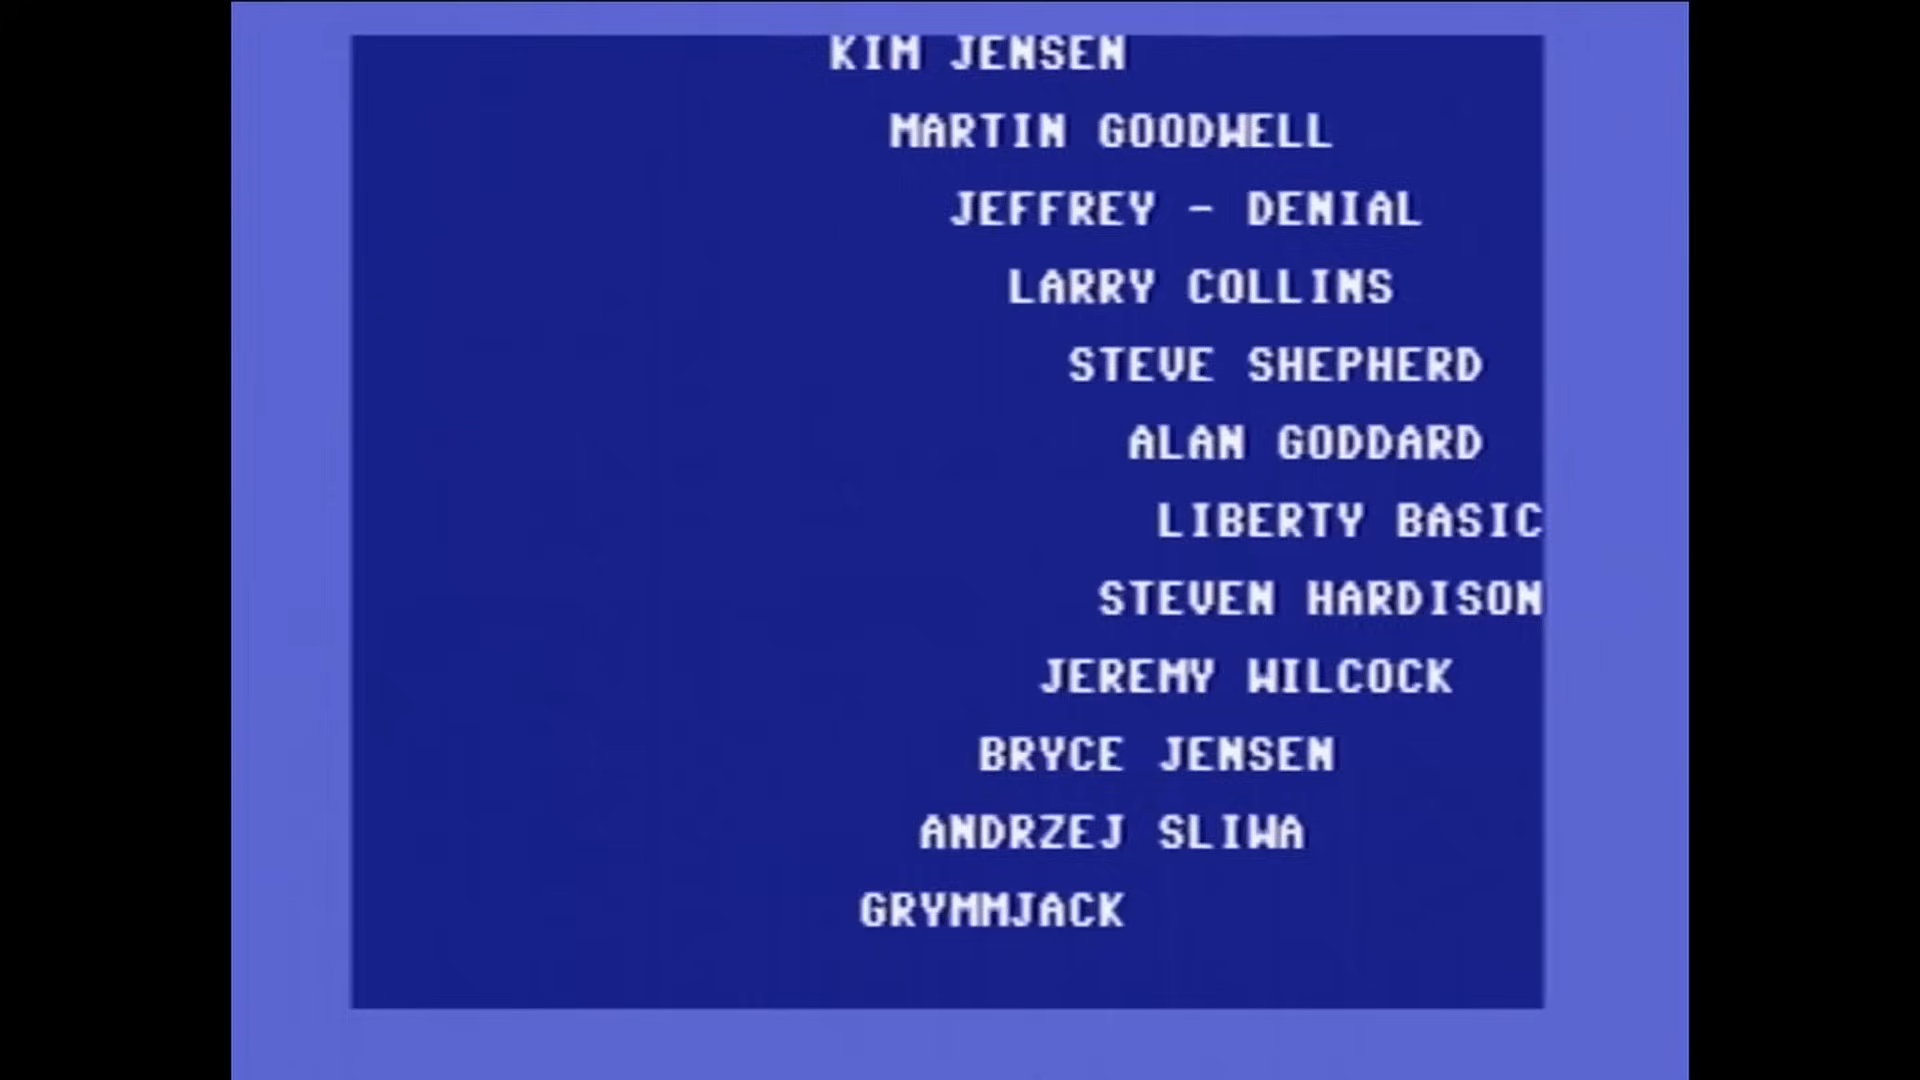 KIM JENSEN
MARTIN GOODWELL
JEFFREY - DENIAL
LARRY COLLINS
STEVE SHEPHERD
ALAN GODDARD
LIBERTY BASIC
STEVEN HARDISON
JEREMY WILCOCK
BRYCE JENSEN
ANDRZEJ SLIWA
GRYMMJACK